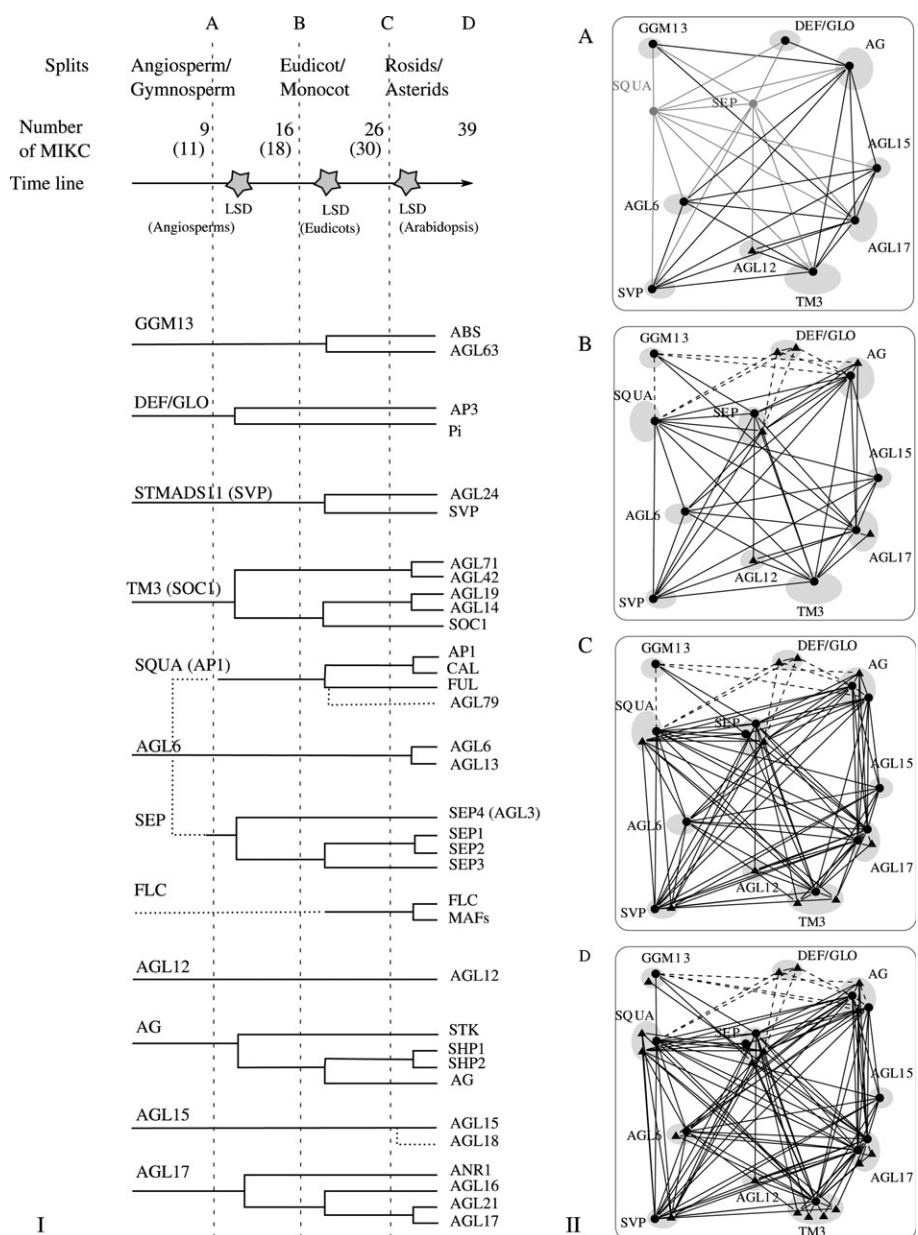 A B C D
Splits
Angiosperm/
Gymnosperm
Eudicot/
Monocot
Rosids/
Asterids
Number
of MIKC
9
(11)
16
(18)
26
(30)
39
Time line
LSD
(Angiosperms)
LSD
(Eudicots)
LSD
(Arabidopsis)
GGM13
ABS
AGL63
DEF/GLO
AP3
Pi
STMADS11 (SVP)
AGL24
SVP
TM3 (SOC1)
AGL71
AGL42
AGL19
AGL14
SOC1
SQUA (AP1)
AP1
CAL
FUL
AGL79
AGL6
AGL6
AGL13
SEP
SEP4 (AGL3)
SEP1
SEP2
SEP3
FLC
FLC
MAFs
AGL12
AGL12
AG
STK
SHP1
SHP2
AG
AGL15
AGL15
AGL18
AGL17
ANR1
AGL16
AGL21
AGL17
I
A
GGM13
DEF/GLO
AG
SQUA
SEP
AGL15
AGL6
AGL17
AGL12
SVP
TM3
B
GGM13
DEF/GLO
AG
SQUA
SEP
AGL15
AGL6
AGL17
AGL12
SVP
TM3
C
GGM13
DEF/GLO
AG
SQUA
SEP
AGL15
AGL6
AGL17
AGL12
SVP
TM3
D
GGM13
DEF/GLO
AG
SQUA
SEP
AGL15
AGL6
AGL17
AGL12
SVP
TM3
II